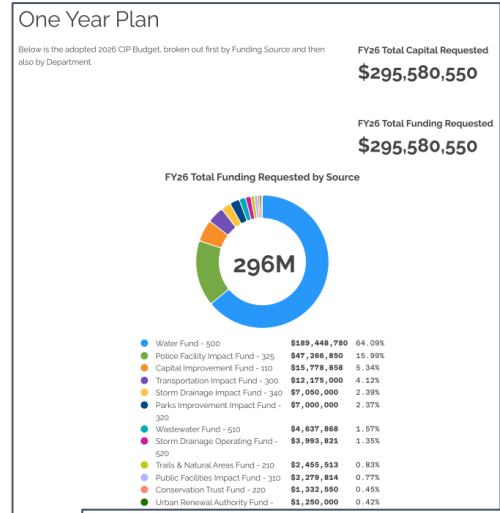 One Year Plan
Below is the adopted 2026 CIP Budget, broken out first by Funding Source and then
also by Department.
FY26 Total Capital Requested
$295,580,550
FY26 Total Funding Requested
$295,580,550
FY26 Total Funding Requested by Source
296M
Water Fund - 500 $189,448,780 64.09%
Police Facility Impact Fund - 325 $47,266,850 15.99%
Capital Improvement Fund - 110 $15,778,858 5.34%
Transportation Impact Fund - 300 $12,175,000 4.12%
Storm Drainage Impact Fund - 340 $7,050,000 2.39%
Parks Improvement Impact Fund - $7,000,000 2.37%
320
Wastewater Fund - 510 $4,637,868 1.57%
Storm Drainage Operating Fund - $3,993,821 1.35%
520
Trails & Natural Areas Fund - 210 $2,455,513 0.83%
Public Facilities Impact Fund - 310 $2,279,814 0.77%
Conservation Trust Fund - 220 $1,332,550 0.45%
Urban Renewal Authority Fund - $1,250,000 0.42%